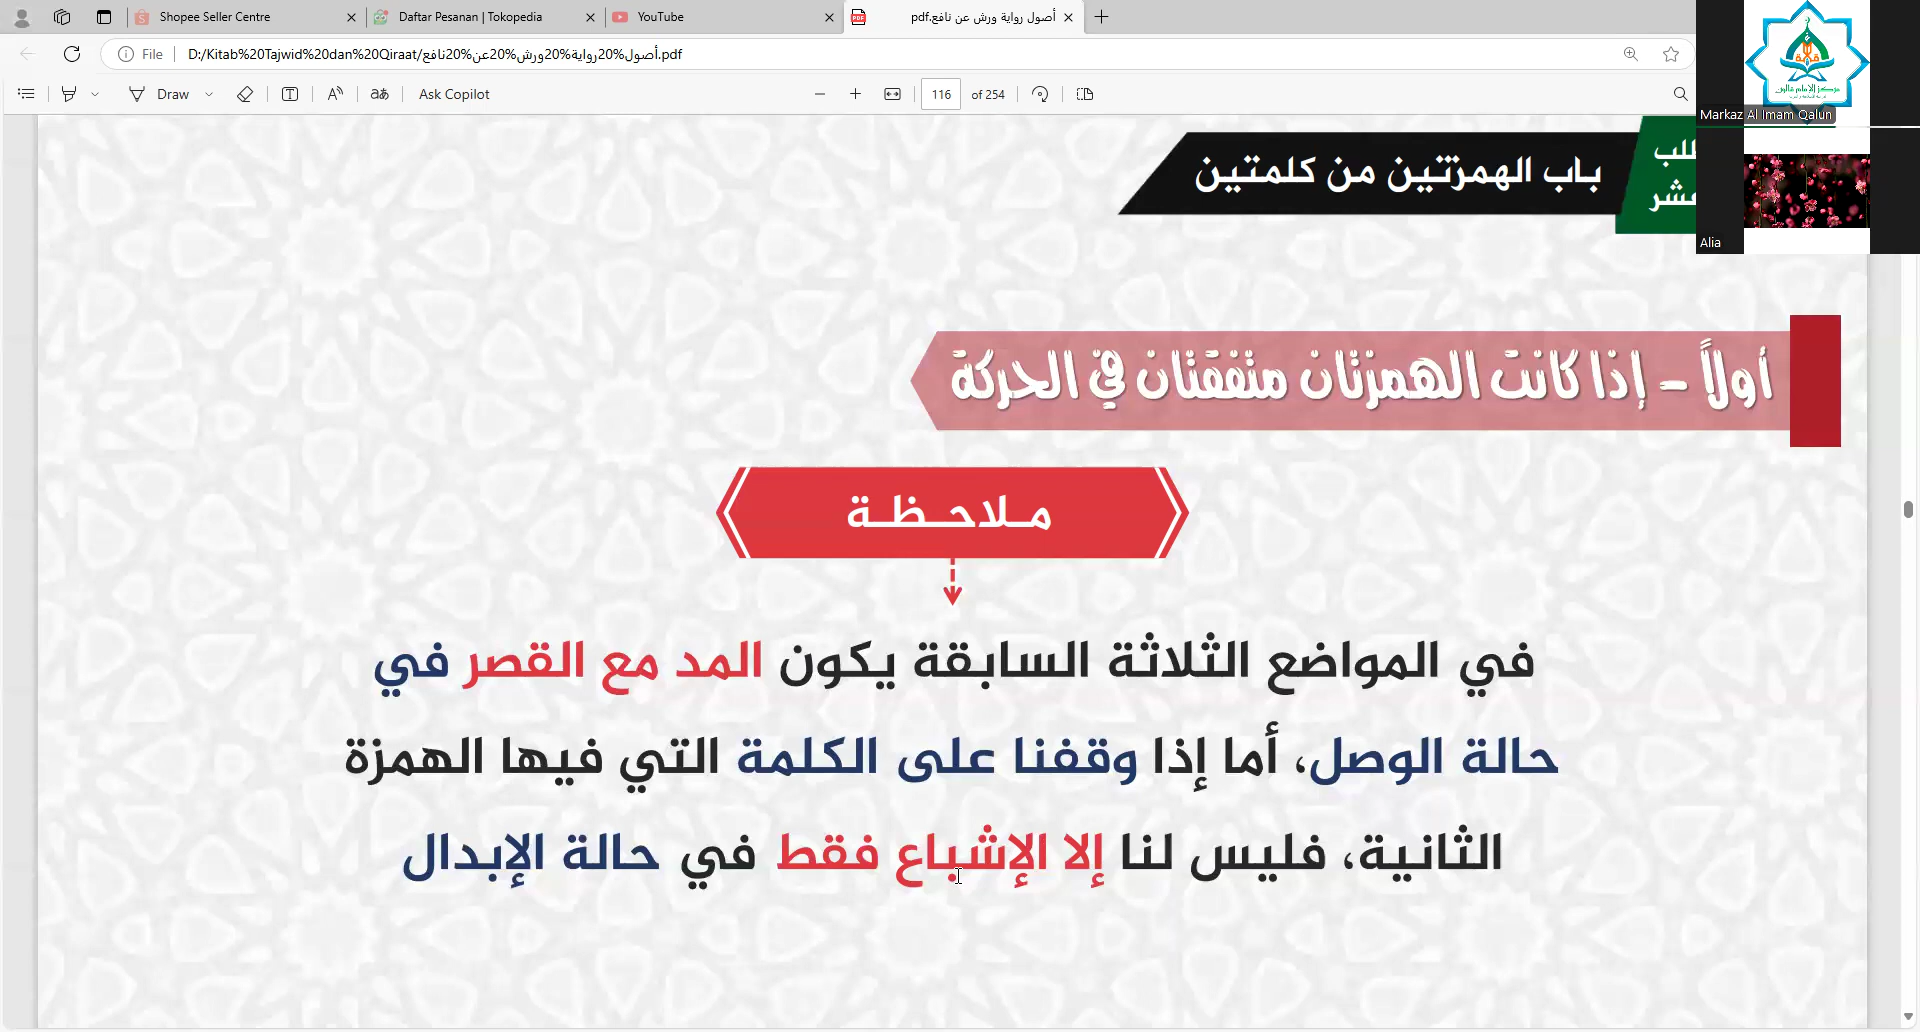 Shopee Seller Centre
Daftar Pesanan | Tokopedia
YouTube
أصول رواية ورش عن نافع.pdf
File
D:/Kitab%20Tajwid%20dan%20Qiraat/أصول%20رواية%20ورش%20عن%20نافع.pdf
Draw
Ask Copilot
116 of 254
Markaz Al Imam Qalun
Alia
باب الهمزتين من كلمتين
أولاً - إذا كانت الهمزتان متفقتان في الحركة
مـلاحـظـة
في المواضع الثلاثة السابقة يكون المد مع القصر في
حالة الوصل، أما إذا وقفنا على الكلمة التي فيها الهمزة
الثانية، فليس لنا إلا الإشباع فقط في حالة الإبدال